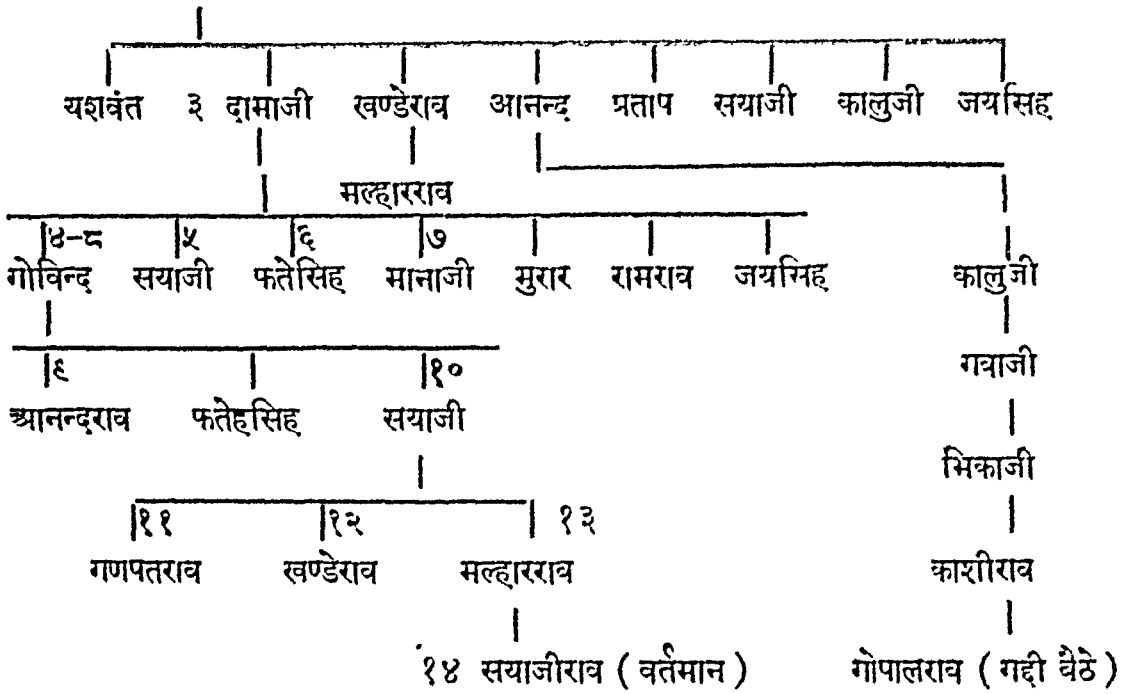 यशवंत ३ दामाजी खण्डेराव आनन्द प्रताप सयाजी कालुजी जयसिंह
मल्हारराव
४-८ ५ ६ ७
गोविन्द सयाजी फतेसिह मानाजी मुरार रामराव जयसिह कालुजी
९ १० गत्राजी
आनन्दराव फतेहसिह सयाजी
भिकाजी
११ १२ १३
गणपतराव खण्डेराव मल्हारराव काशीराव
१४ सयाजीराव ( वर्तमान ) गोपालराव ( गद्दी बैठे )